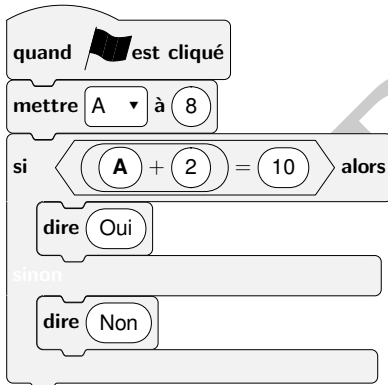 quand est cliqué
mettre A ▼ à 8
si A + 2 = 10 alors
dire Oui
sinon
dire Non